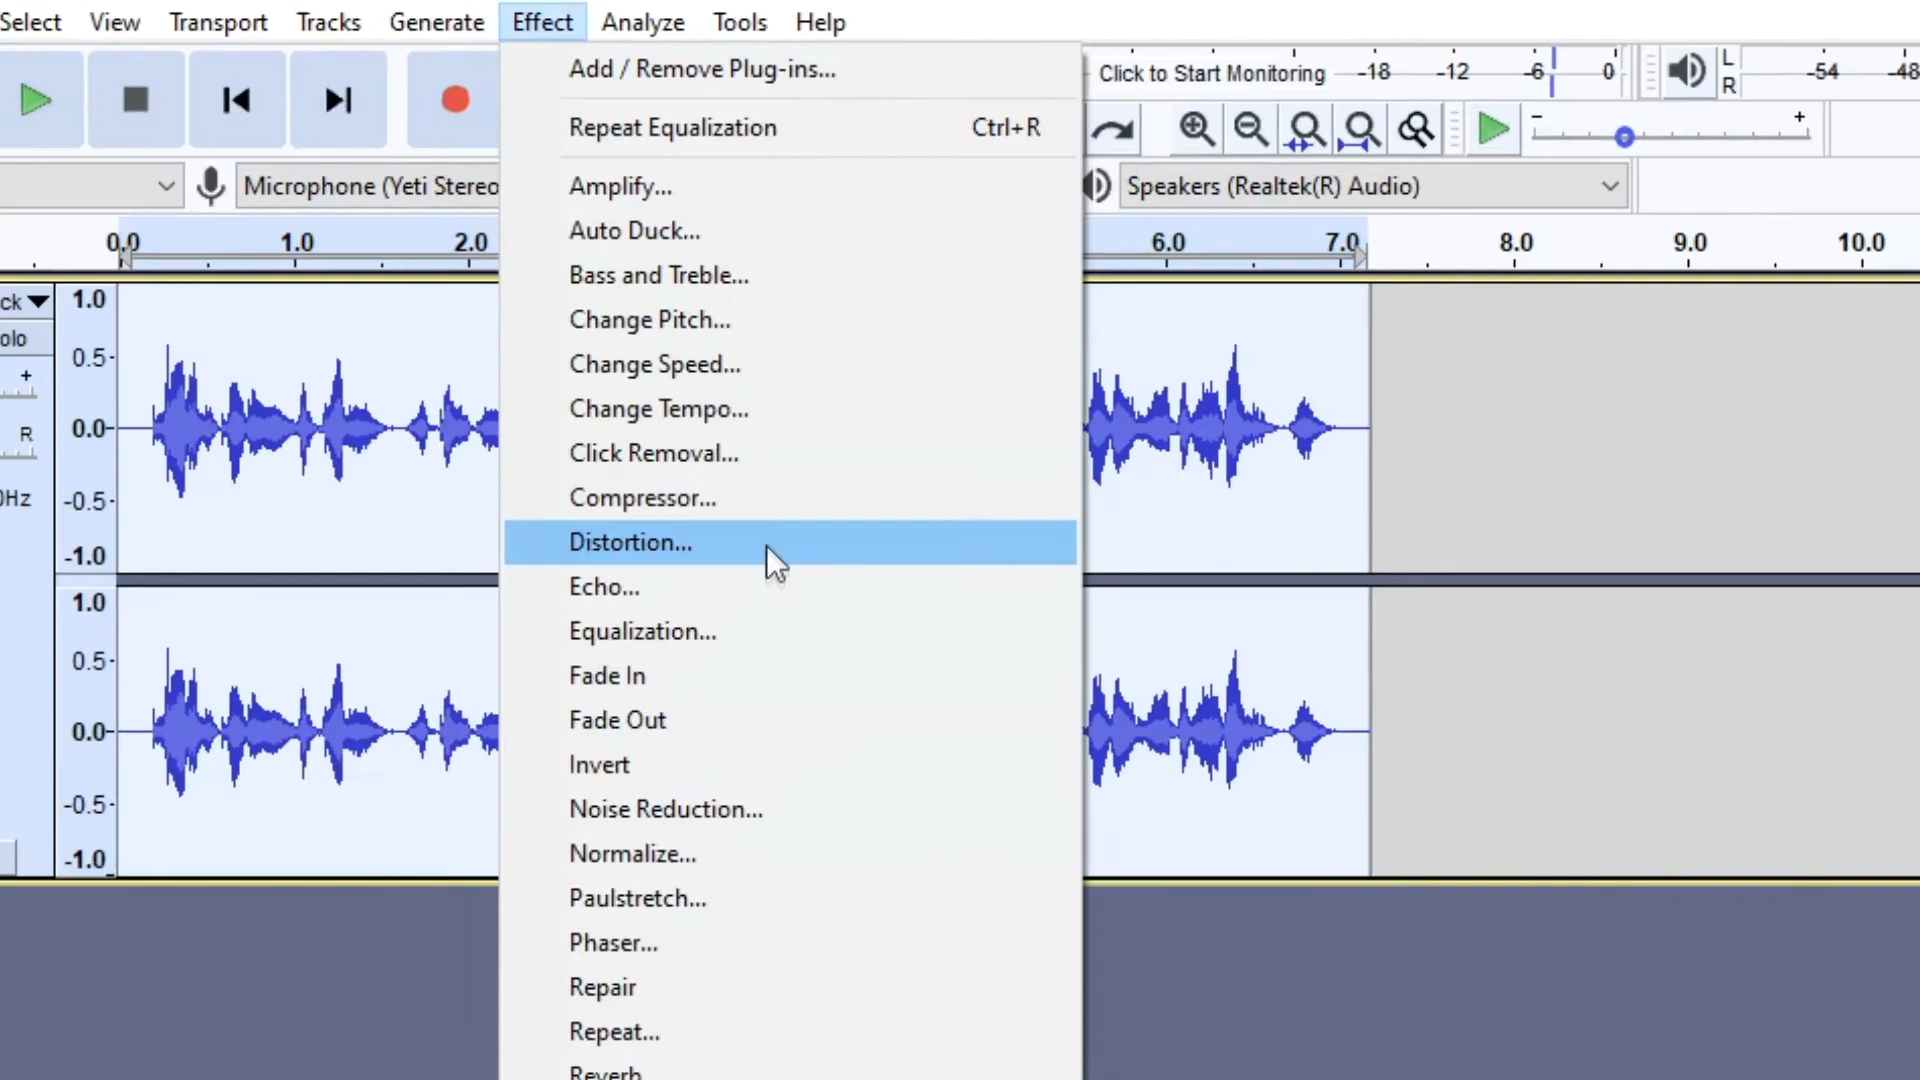 Select View Transport Tracks Generate Effect Analyze Tools Help
Add / Remove Plug-ins...
Click to Start Monitoring -18 -12 -6 0
L
R
-54 -48
Repeat Equalization Ctrl+R
- +
Microphone (Yeti Stereo
Speakers (Realtek(R) Audio)
Amplify...
Auto Duck...
0.0 1.0 2.0 6.0 7.0 8.0 9.0 10.0
Bass and Treble...
Change Pitch...
Change Speed...
Change Tempo...
Click Removal...
Compressor...
Distortion...
Echo...
Equalization...
Fade In
Fade Out
Invert
Noise Reduction...
Normalize...
Paulstretch...
Phaser...
Repair
Repeat...
Reverb
ck
olo
+
R
0Hz
1.0
0.5-
0.0-
-0.5-
-1.0
1.0
0.5-
0.0-
-0.5-
-1.0